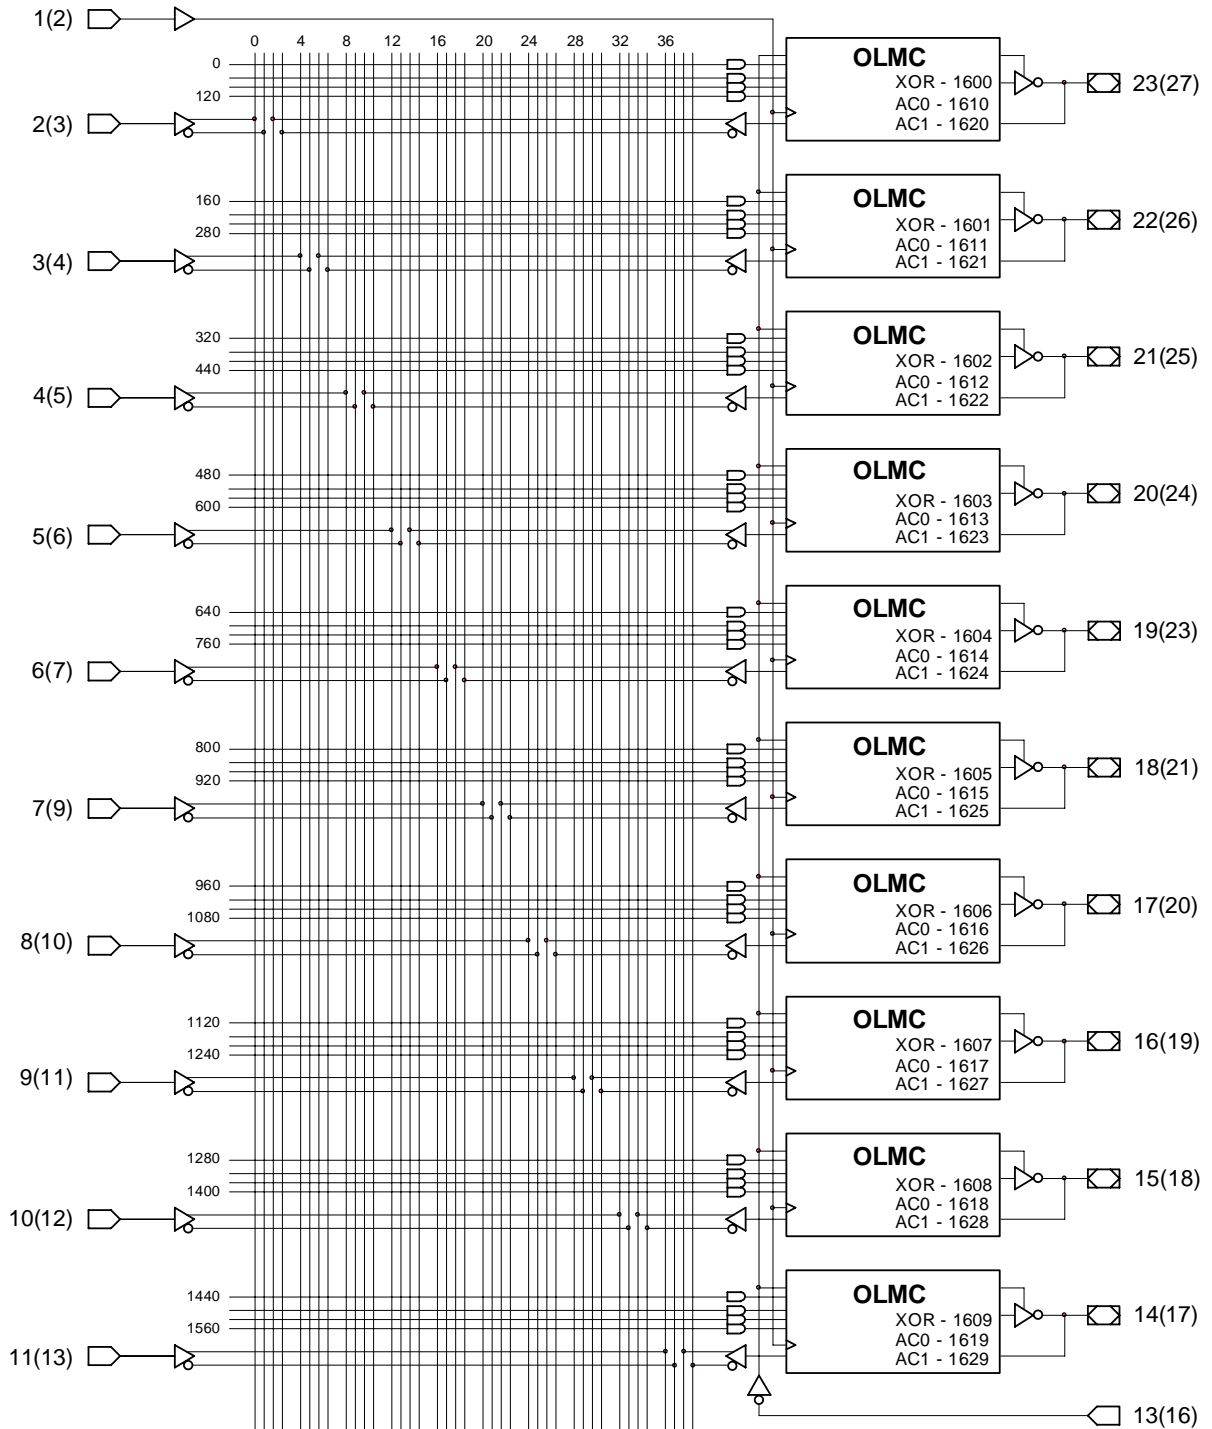 1(2)
0 4 8 12 16 20 24 28 32 36
0
120
OLMC
XOR - 1600
AC0 - 1610
AC1 - 1620
23(27)
2(3)
160
280
OLMC
XOR - 1601
AC0 - 1611
AC1 - 1621
22(26)
3(4)
320
440
OLMC
XOR - 1602
AC0 - 1612
AC1 - 1622
21(25)
4(5)
480
600
OLMC
XOR - 1603
AC0 - 1613
AC1 - 1623
20(24)
5(6)
640
760
OLMC
XOR - 1604
AC0 - 1614
AC1 - 1624
19(23)
6(7)
800
920
OLMC
XOR - 1605
AC0 - 1615
AC1 - 1625
18(21)
7(9)
960
1080
OLMC
XOR - 1606
AC0 - 1616
AC1 - 1626
17(20)
8(10)
1120
1240
OLMC
XOR - 1607
AC0 - 1617
AC1 - 1627
16(19)
9(11)
1280
1400
OLMC
XOR - 1608
AC0 - 1618
AC1 - 1628
15(18)
10(12)
1440
1560
OLMC
XOR - 1609
AC0 - 1619
AC1 - 1629
14(17)
11(13)
13(16)